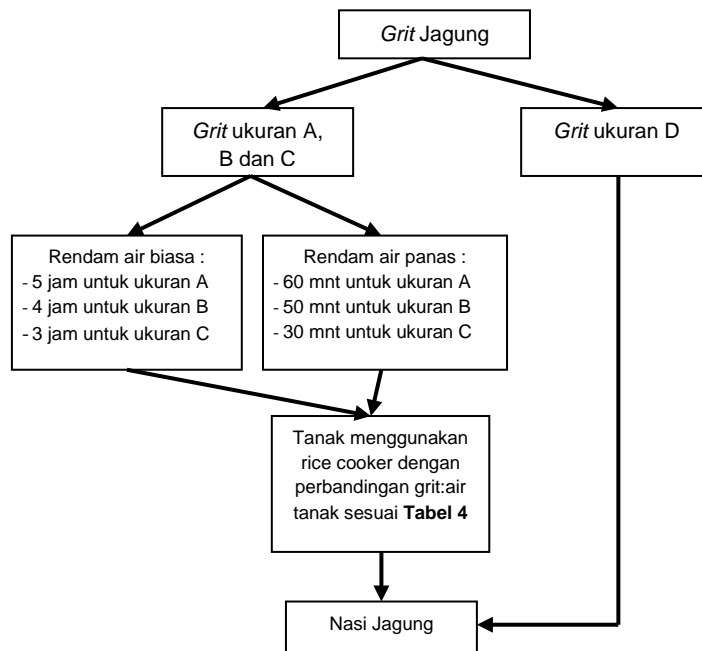 Grit Jagung
Grit ukuran A,
B dan C
Grit ukuran D
Rendam air biasa :
- 5 jam untuk ukuran A
- 4 jam untuk ukuran B
- 3 jam untuk ukuran C
Rendam air panas :
- 60 mnt untuk ukuran A
- 50 mnt untuk ukuran B
- 30 mnt untuk ukuran C
Tanak menggunakan
rice cooker dengan
perbandingan grit:air
tanak sesuai Tabel 4
Nasi Jagung